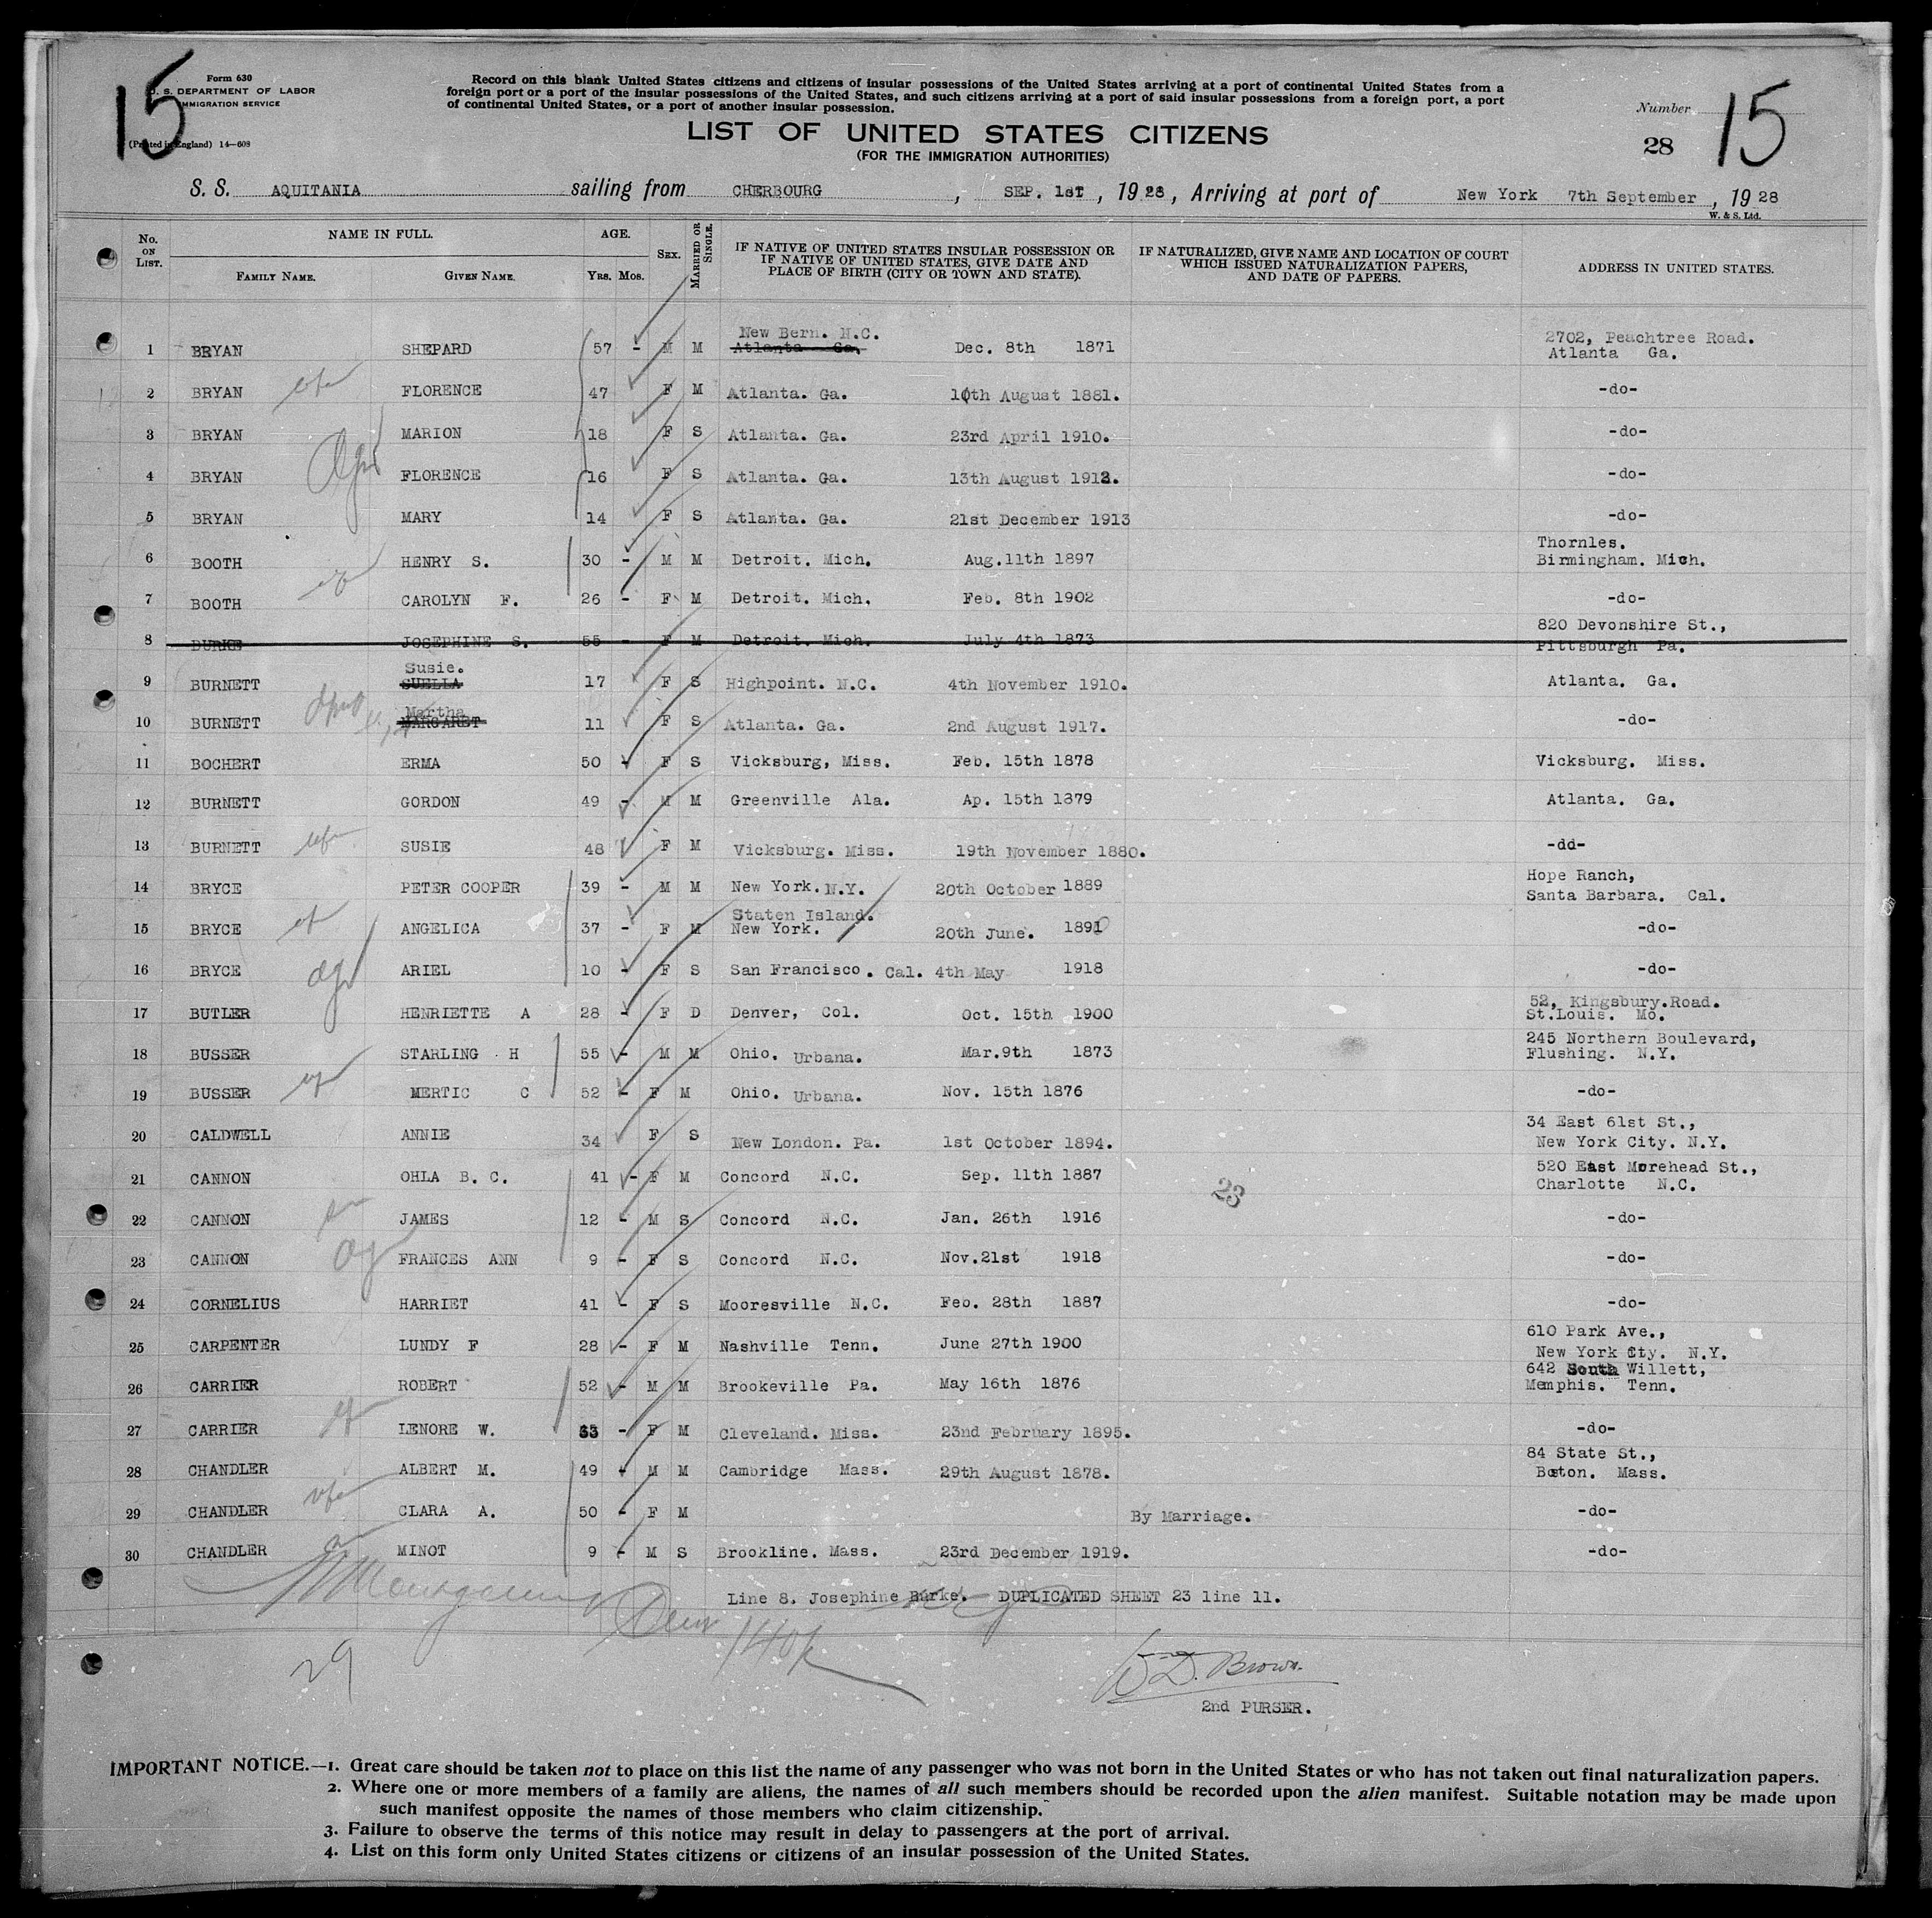 15
Form 630
U. S. DEPARTMENT OF LABOR
IMMIGRATION SERVICE
(Printed in England) 14—608
Record on this blank United States citizens and citizens of insular possessions of the United States arriving at a port of continental United States from a
foreign port or a port of the insular possessions of the United States, and such citizens arriving at a port of said insular possessions from a foreign port, a port
of continental United States, or a port of another insular possession.
Number
28 15
LIST OF UNITED STATES CITIZENS
(FOR THE IMMIGRATION AUTHORITIES)
S. S. AQUITANIA sailing from CHERBOURG , SEP. 1st , 19 28 , Arriving at port of New York 7th September , 19 28
W. & S. Ltd.
No. ON LIST. NAME IN FULL. FAMILY NAME. GIVEN NAME. AGE. YRS. MOS. SEX. MARRIED OR SINGLE. IF NATIVE OF UNITED STATES INSULAR POSSESSION OR IF NATIVE OF UNITED STATES, GIVE DATE AND PLACE OF BIRTH (CITY OR TOWN AND STATE). IF NATURALIZED, GIVE NAME AND LOCATION OF COURT WHICH ISSUED NATURALIZATION PAPERS, AND DATE OF PAPERS. ADDRESS IN UNITED STATES.
New Bern. N.C. 2702, Peachtree Road.
1 BRYAN SHEPARD 57 - M M Atlanta Ga. Dec. 8th 1871 Atlanta Ga.
2 BRYAN FLORENCE 47 F M Atlanta. Ga. 10th August 1881. -do-
3 BRYAN MARION 18 F S Atlanta. Ga. 23rd April 1910. -do-
4 BRYAN FLORENCE 16 F S Atlanta. Ga. 13th August 1912. -do-
5 BRYAN MARY 14 F S Atlanta. Ga. 21st December 1913 -do-
Thornles.
6 BOOTH HENRY S. 30 - M M Detroit. Mich. Aug.11th 1897 Birmingham. Mich.
7 BOOTH CAROLYN F. 26 - F M Detroit. Mich. Feb. 8th 1902 -do-
820 Devonshire St.,
8 BURKE JOSEPHINE S. 55 - F M Detroit. Mich. July 4th 1873 Pittsburgh Pa.
Susie.
9 BURNETT SUELLA 17 F S Highpoint. N.C. 4th November 1910. Atlanta. Ga.
Martha
10 BURNETT MARGARET 11 F S Atlanta. Ga. 2nd August 1917. -do-
11 BOCHERT ERMA 50 - F S Vicksburg, Miss. Feb. 15th 1878 Vicksburg. Miss.
12 BURNETT GORDON 49 - M M Greenville Ala. Ap. 15th 1879 Atlanta. Ga.
13 BURNETT SUSIE 48 F M Vicksburg. Miss. 19th November 1880. -dd-
Hope Ranch,
14 BRYCE PETER COOPER 39 - M M New York. N.Y. 20th October 1889 Santa Barbara. Cal.
Staten Island.
15 BRYCE ANGELICA 37 - F M New York. 20th June. 1890 -do-
16 BRYCE ARIEL 10 - F S San Francisco. Cal. 4th May 1918 -do-
52, Kingsbury.Road.
17 BUTLER HENRIETTE A 28 - F D Denver, Col. Oct. 15th 1900 St.Louis. Mo.
245 Northern Boulevard,
18 BUSSER STARLING H 55 - M M Ohio. Urbana. Mar.9th 1873 Flushing. N.Y.
19 BUSSER MERTIC C 52 - F M Ohio. Urbana. Nov. 15th 1876 -do-
34 East 61st St.,
20 CALDWELL ANNIE 34 F S New London. Pa. 1st October 1894. New York City. N.Y.
520 East Morehead St.,
21 CANNON OHLA B. C. 41 - F M Concord N.C. Sep. 11th 1887 Charlotte N.C.
23
22 CANNON JAMES 12 - M S Concord N.C. Jan. 26th 1916 -do-
23 CANNON FRANCES ANN 9 - F S Concord N.C. Nov.21st 1918 -do-
24 CORNELIUS HARRIET 41 - F S Mooresville N.C. Feb. 28th 1887 -do-
610 Park Ave.,
25 CARPENTER LUNDY F 28 - F M Nashville Tenn. June 27th 1900 New York City. N.Y.
642 South Willett,
26 CARRIER ROBERT 52 - M M Brookeville Pa. May 16th 1876 Memphis. Tenn.
27 CARRIER LENORE W. 33 - F M Cleveland. Miss. 23nd February 1895. -do-
84 State St.,
28 CHANDLER ALBERT M. 49 - M M Cambridge Mass. 29th August 1878. Boston. Mass.
29 CHANDLER CLARA A. 50 - F M By Marriage. -do-
30 CHANDLER MINOT 9 - M S Brookline. Mass. 23rd December 1919. -do-
Line 8. Josephine Burke. DUPLICATED SHEET 23 line 11.
29
W.D. Brown.
2nd PURSER.
IMPORTANT NOTICE.—1. Great care should be taken not to place on this list the name of any passenger who was not born in the United States or who has not taken out final naturalization papers.
2. Where one or more members of a family are aliens, the names of all such members should be recorded upon the alien manifest. Suitable notation may be made upon
such manifest opposite the names of those members who claim citizenship.
3. Failure to observe the terms of this notice may result in delay to passengers at the port of arrival.
4. List on this form only United States citizens or citizens of an insular possession of the United States.